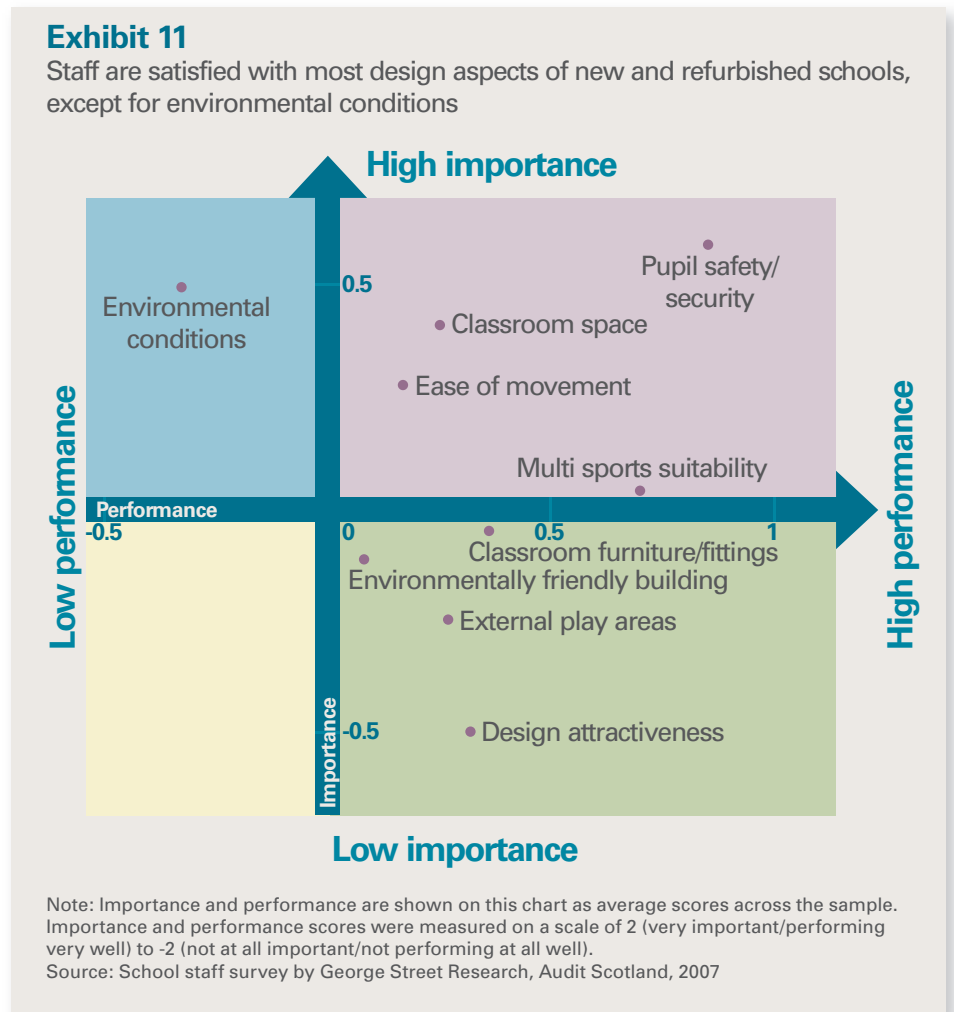 Exhibit 11
Staff are satisfied with most design aspects of new and refurbished schools,
except for environmental conditions
High importance
Pupil safety/
security
0.5
Environmental
conditions
Classroom space
Ease of movement
Low performance
High performance
Multi sports suitability
Performance
-0.5
0
0.5
1
Classroom furniture/fittings
Environmentally friendly building
External play areas
Importance
-0.5
Design attractiveness
Low importance
Note: Importance and performance are shown on this chart as average scores across the sample.
Importance and performance scores were measured on a scale of 2 (very important/performing
very well) to -2 (not at all important/not performing at all well).
Source: School staff survey by George Street Research, Audit Scotland, 2007